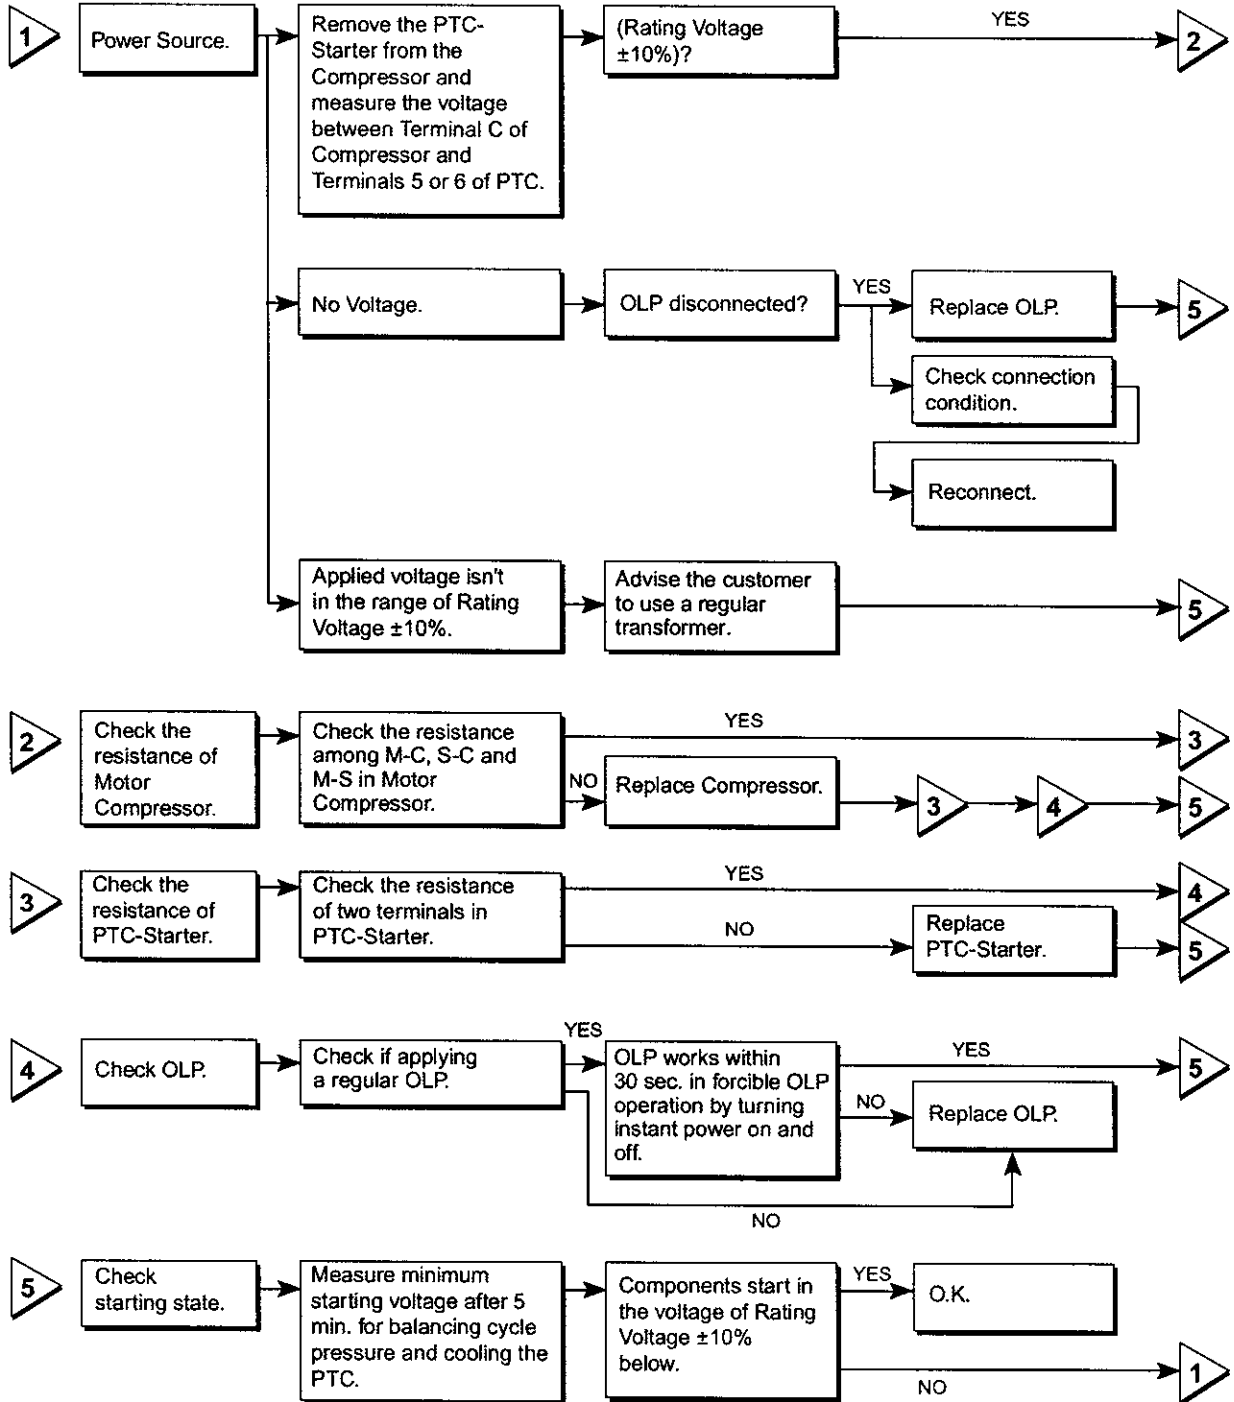 1
Power Source.
Remove the PTC-
Starter from the
Compressor and
measure the voltage
between Terminal C of
Compressor and
Terminals 5 or 6 of PTC.
(Rating Voltage
±10%)?
YES
2
No Voltage.
OLP disconnected?
YES
Replace OLP.
5
Check connection
condition.
Reconnect.
Applied voltage isn't
in the range of Rating
Voltage ±10%.
Advise the customer
to use a regular
transformer.
5
2
Check the
resistance of
Motor
Compressor.
Check the resistance
among M-C, S-C and
M-S in Motor
Compressor.
YES
3
NO
Replace Compressor.
3
4
5
3
Check the
resistance of
PTC-Starter.
Check the resistance
of two terminals in
PTC-Starter.
YES
4
NO
Replace
PTC-Starter.
5
4
Check OLP.
Check if applying
a regular OLP.
YES
OLP works within
30 sec. in forcible OLP
operation by turning
instant power on and
off.
YES
5
NO
Replace OLP.
NO
5
Check
starting state.
Measure minimum
starting voltage after 5
min. for balancing cycle
pressure and cooling the
PTC.
Components start in
the voltage of Rating
Voltage ±10%
below.
YES
O.K.
NO
1